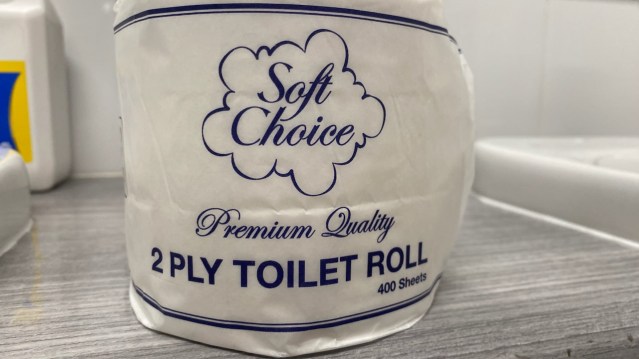 Soft
Choice
Premium Quality
2 PLY TOILET ROLL
400 Sheets